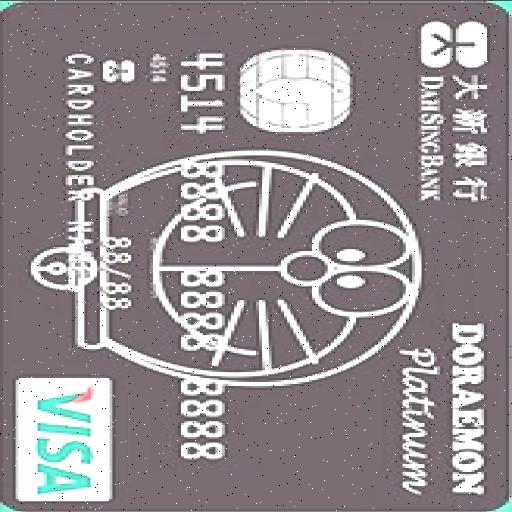 大新銀行
DAH SING BANK
DORAEMON
Platinum
4514 8888 8888 8888
4514
88/88
CARDHOLDER NAME
VISA